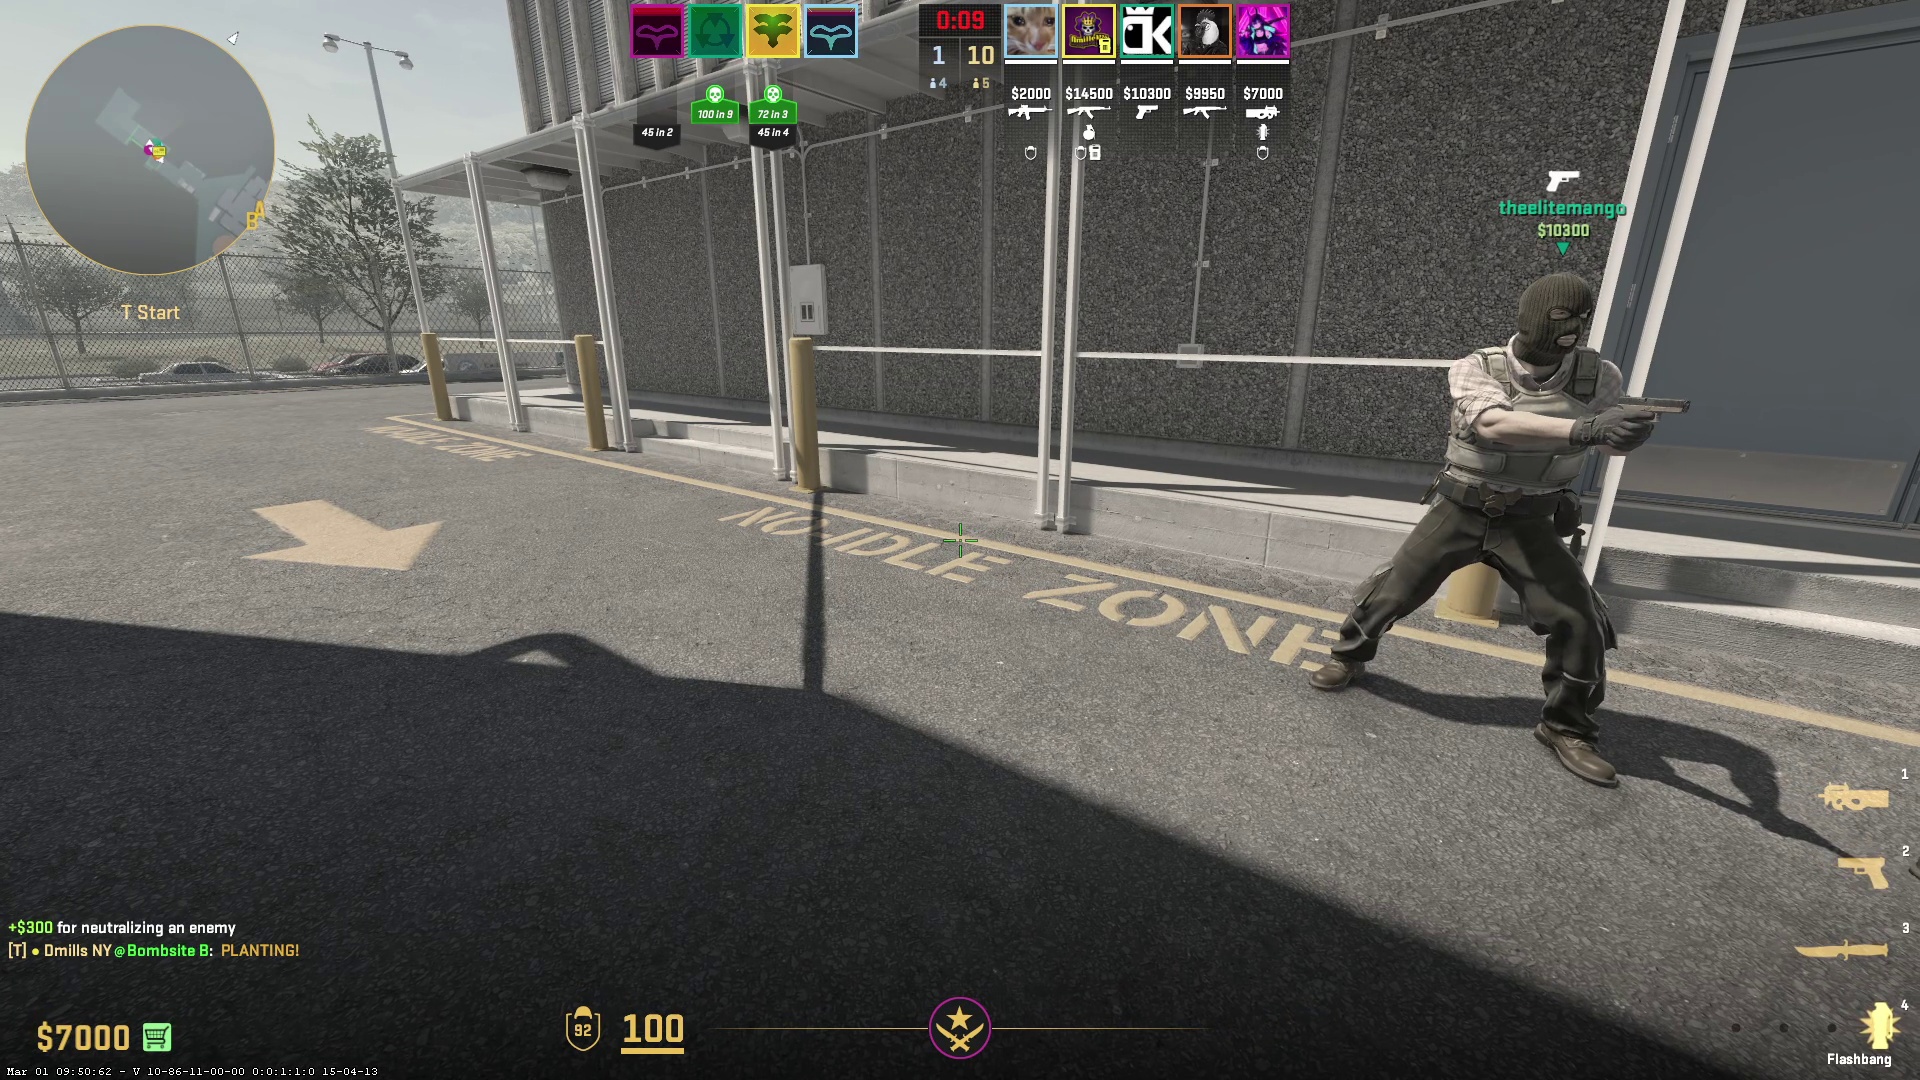 0:09
1 10
4 5
$2000 $14500 $10300 $9950 $7000
100 in 9
72 in 3
45 in 2
45 in 4
B A
T Start
theelitemango
$10300
NO IDLE ZONE
1
2
3
4
Flashbang
+$300 for neutralizing an enemy
[T] ● Dmills NY @ Bombsite B: PLANTING!
$7000
92 100
Mar 01 09:50:62 - V 10-86-11-00-00 0:0:1:1:0 15-04-13